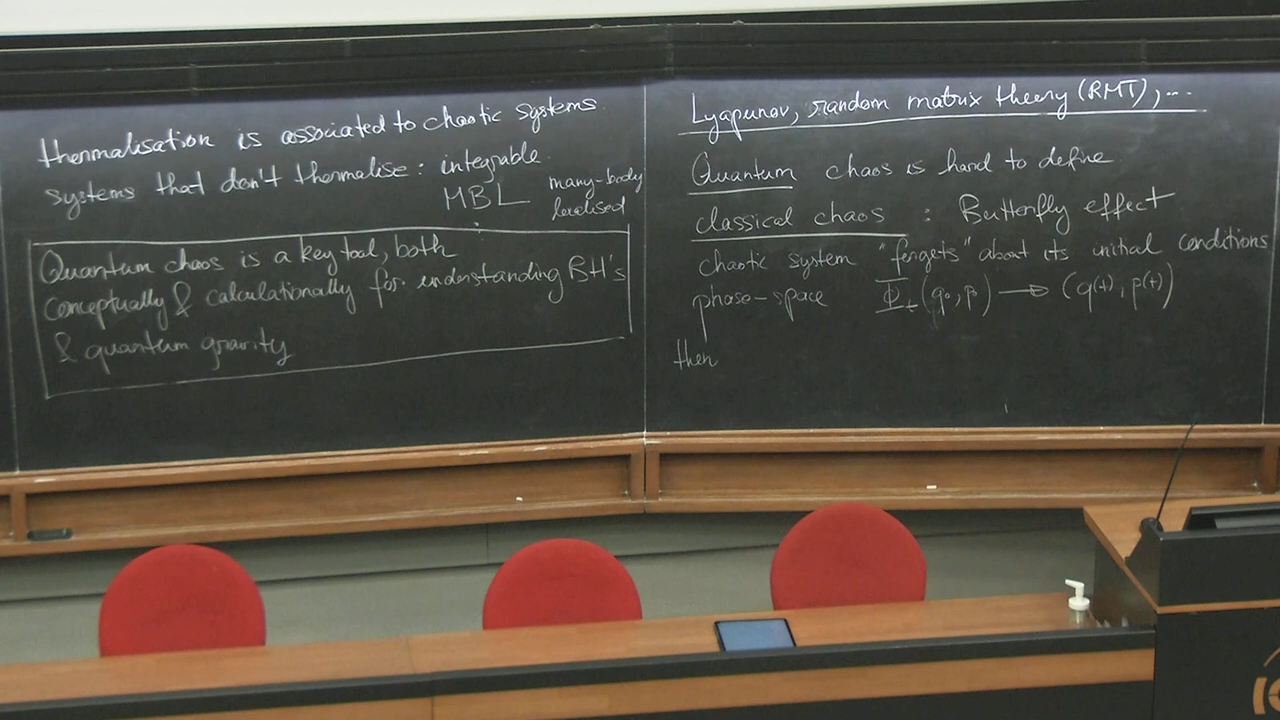 thermalisation is associated to chaotic systems.
systems that don't thermalise: integrable.
MBL many-body
localised
Quantum chaos is a key tool, both
conceptually & calculationally for understanding BH's
& quantum gravity
Lyapunov, random matrix theory (RMT), ...
Quantum chaos is hard to define
classical chaos : Butterfly effect
chaotic system "forgets" about its initial conditions
phase-space Φₜ(q₀, p₀) → (q(t), p(t))
then